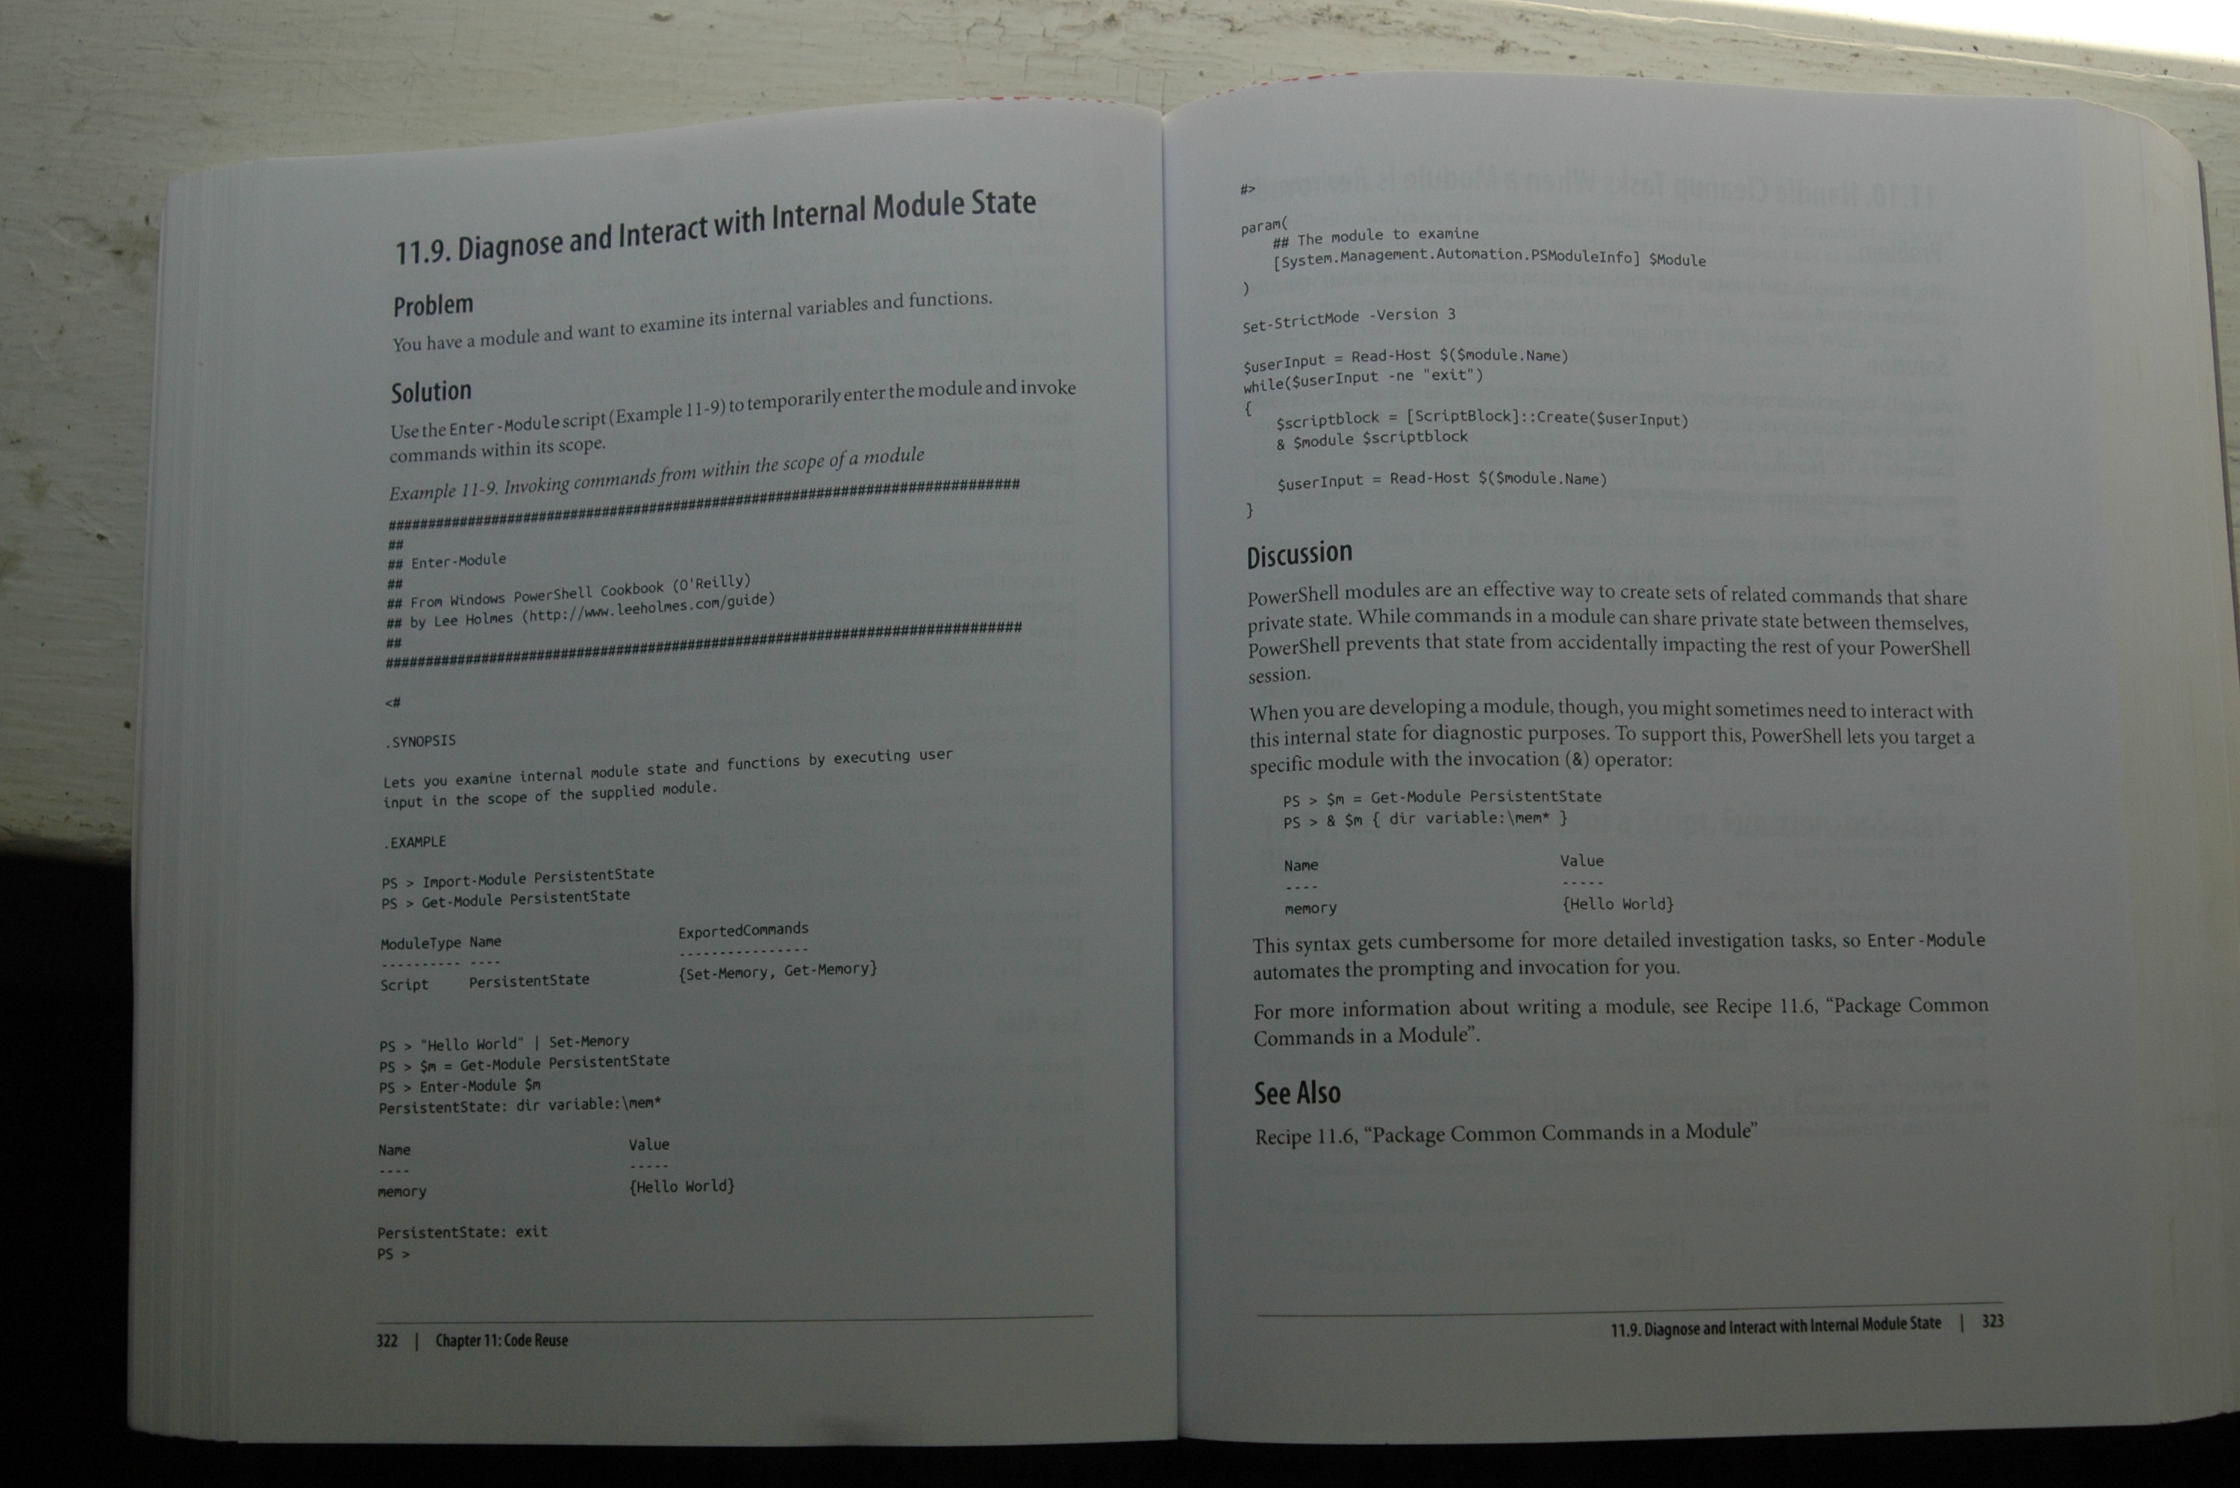 11.9. Diagnose and Interact with Internal Module State
Problem
You have a module and want to examine its internal variables and functions.
Solution
Use the Enter-Module script (Example 11-9) to temporarily enter the module and invoke
commands within its scope.
Example 11-9. Invoking commands from within the scope of a module
##############################################################################
##
## Enter-Module
##
## From Windows PowerShell Cookbook (O'Reilly)
## by Lee Holmes (http://www.leeholmes.com/guide)
##
##############################################################################
<#
.SYNOPSIS
Lets you examine internal module state and functions by executing user
input in the scope of the supplied module.
.EXAMPLE
PS > Import-Module PersistentState
PS > Get-Module PersistentState
ModuleType Name ExportedCommands
---------- ---- ----------------
Script PersistentState {Set-Memory, Get-Memory}
PS > "Hello World" | Set-Memory
PS > $m = Get-Module PersistentState
PS > Enter-Module $m
PersistentState: dir variable:\mem*
Name Value
---- -----
memory {Hello World}
PersistentState: exit
PS >
322 | Chapter 11: Code Reuse
#>
param(
## The module to examine
[System.Management.Automation.PSModuleInfo] $Module
)
Set-StrictMode -Version 3
$userInput = Read-Host $($module.Name)
while($userInput -ne "exit")
{
$scriptblock = [ScriptBlock]::Create($userInput)
& $module $scriptblock
$userInput = Read-Host $($module.Name)
}
Discussion
PowerShell modules are an effective way to create sets of related commands that share
private state. While commands in a module can share private state between themselves,
PowerShell prevents that state from accidentally impacting the rest of your PowerShell
session.
When you are developing a module, though, you might sometimes need to interact with
this internal state for diagnostic purposes. To support this, PowerShell lets you target a
specific module with the invocation (&) operator:
PS > $m = Get-Module PersistentState
PS > & $m { dir variable:\mem* }
Name Value
---- -----
memory {Hello World}
This syntax gets cumbersome for more detailed investigation tasks, so Enter-Module
automates the prompting and invocation for you.
For more information about writing a module, see Recipe 11.6, “Package Common
Commands in a Module”.
See Also
Recipe 11.6, “Package Common Commands in a Module”
11.9. Diagnose and Interact with Internal Module State | 323